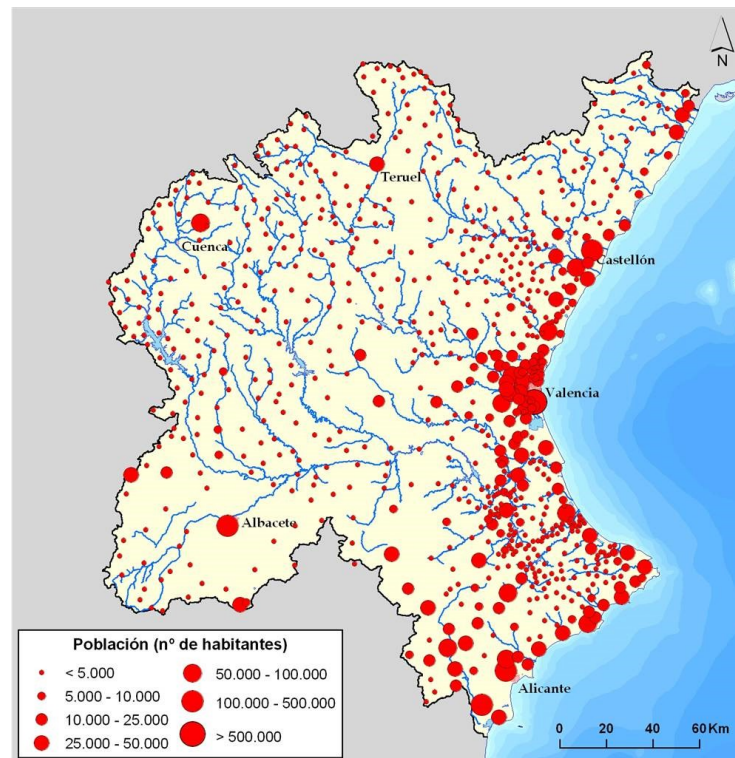 N
Teruel
Cuenca
Castellón
Valencia
Albacete
Alicante
Población (nº de habitantes)
< 5.000
5.000 - 10.000
10.000 - 25.000
25.000 - 50.000
50.000 - 100.000
100.000 - 500.000
> 500.000
0 20 40 60 Km